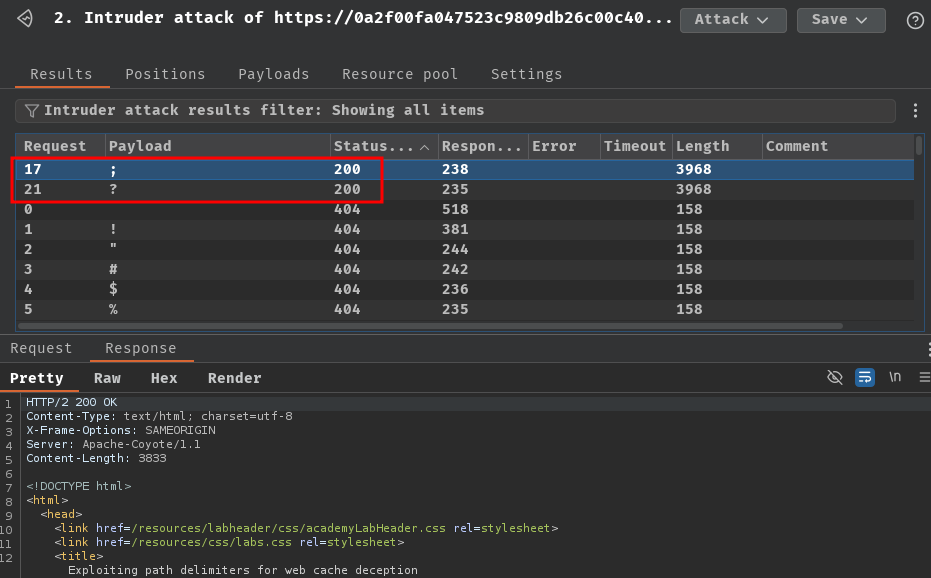 2. Intruder attack of https://0a2f00fa047523c9809db26c00c40... Attack Save ?
Results Positions Payloads Resource pool Settings
Intruder attack results filter: Showing all items
Request Payload Status... Respon... Error Timeout Length Comment
17 ; 200 238 3968
21 ? 200 235 3968
0 404 518 158
1 ! 404 381 158
2 " 404 244 158
3 # 404 242 158
4 $ 404 236 158
5 % 404 235 158
Request Response
Pretty Raw Hex Render \n
1 HTTP/2 200 OK
2 Content-Type: text/html; charset=utf-8
3 X-Frame-Options: SAMEORIGIN
4 Server: Apache-Coyote/1.1
5 Content-Length: 3833
6
7 <!DOCTYPE html>
8 <html>
9 <head>
10 <link href=/resources/labheader/css/academyLabHeader.css rel=stylesheet>
11 <link href=/resources/css/labs.css rel=stylesheet>
12 <title>
Exploiting path delimiters for web cache deception